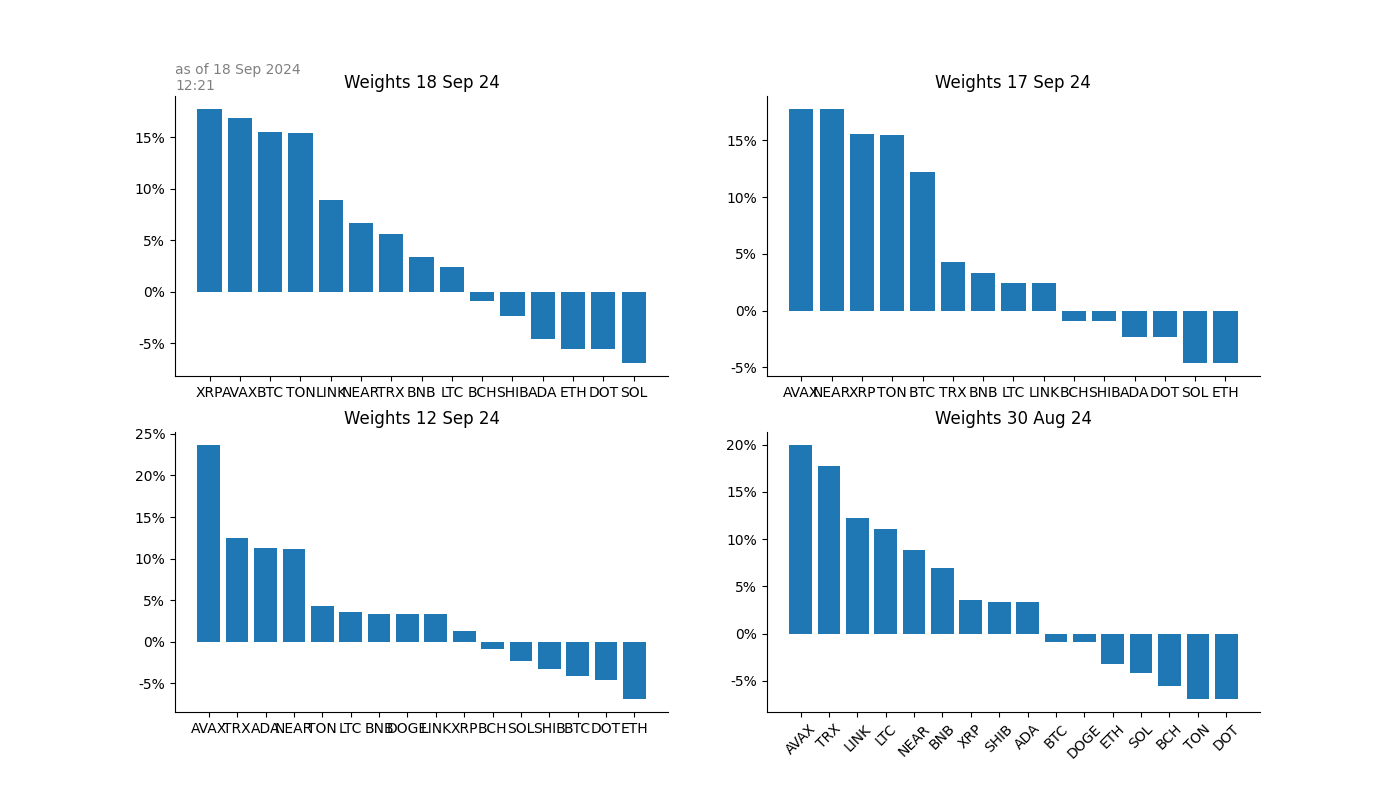 as of 18 Sep 2024
12:21
Weights 18 Sep 24
15%
10%
5%
0%
-5%
XRP AVAX BTC TON LINK NEAR TRX BNB LTC BCH SHIB ADA ETH DOT SOL
Weights 17 Sep 24
15%
10%
5%
0%
-5%
AVAX NEAR XRP TON BTC TRX BNB LTC LINK BCH SHIB ADA DOT SOL ETH
Weights 12 Sep 24
25%
20%
15%
10%
5%
0%
-5%
AVAX TRX ADA NEAR TON LTC BNB DOGE LINK XRP BCH SOL SHIB BTC DOT ETH
Weights 30 Aug 24
20%
15%
10%
5%
0%
-5%
AVAX TRX LINK LTC NEAR BNB XRP SHIB ADA BTC DOGE ETH SOL BCH TON DOT